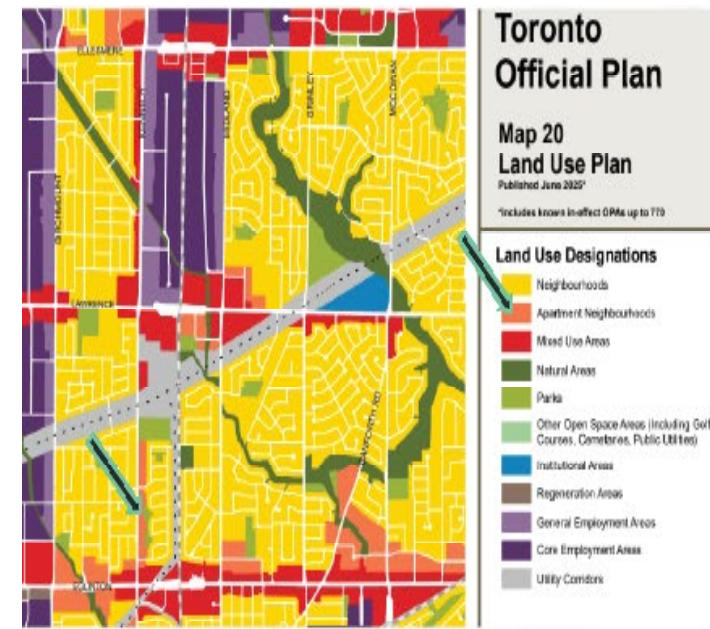 Toronto
Official Plan
Map 20
Land Use Plan
Published June 2025*
*Includes known in-effect OPAs up to 770
Land Use Designations
Neighbourhoods
Apartment Neighbourhoods
Mixed Use Areas
Natural Areas
Parks
Other Open Space Areas (Including Golf
Courses, Cemetaries, Public Utilities)
Institutional Areas
Regeneration Areas
General Employment Areas
Core Employment Areas
Utility Corridors
ELLESMERE
BRIMLEY
MCCOWAN
BIRCHMOUNT
LAWRENCE
EGLINTON